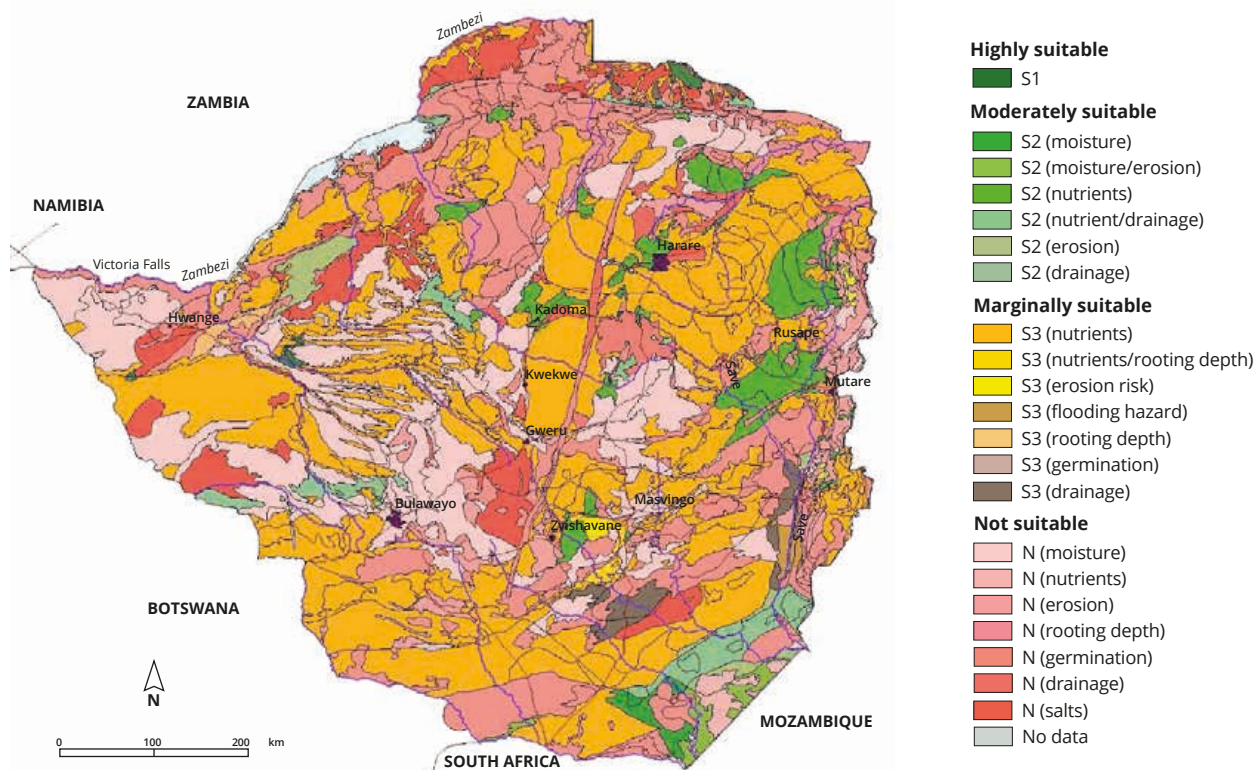 Zambezi
ZAMBIA
NAMIBIA
Victoria Falls
Zambezi
Harare
Hwange
Kadoma
Rusape
Kwekwe
Save
Mutare
Gweru
Bulawayo
Masvingo
Zvishavane
Save
BOTSWANA
N
MOZAMBIQUE
0 100 200 km
SOUTH AFRICA
Highly suitable
S1
Moderately suitable
S2 (moisture)
S2 (moisture/erosion)
S2 (nutrients)
S2 (nutrient/drainage)
S2 (erosion)
S2 (drainage)
Marginally suitable
S3 (nutrients)
S3 (nutrients/rooting depth)
S3 (erosion risk)
S3 (flooding hazard)
S3 (rooting depth)
S3 (germination)
S3 (drainage)
Not suitable
N (moisture)
N (nutrients)
N (erosion)
N (rooting depth)
N (germination)
N (drainage)
N (salts)
No data